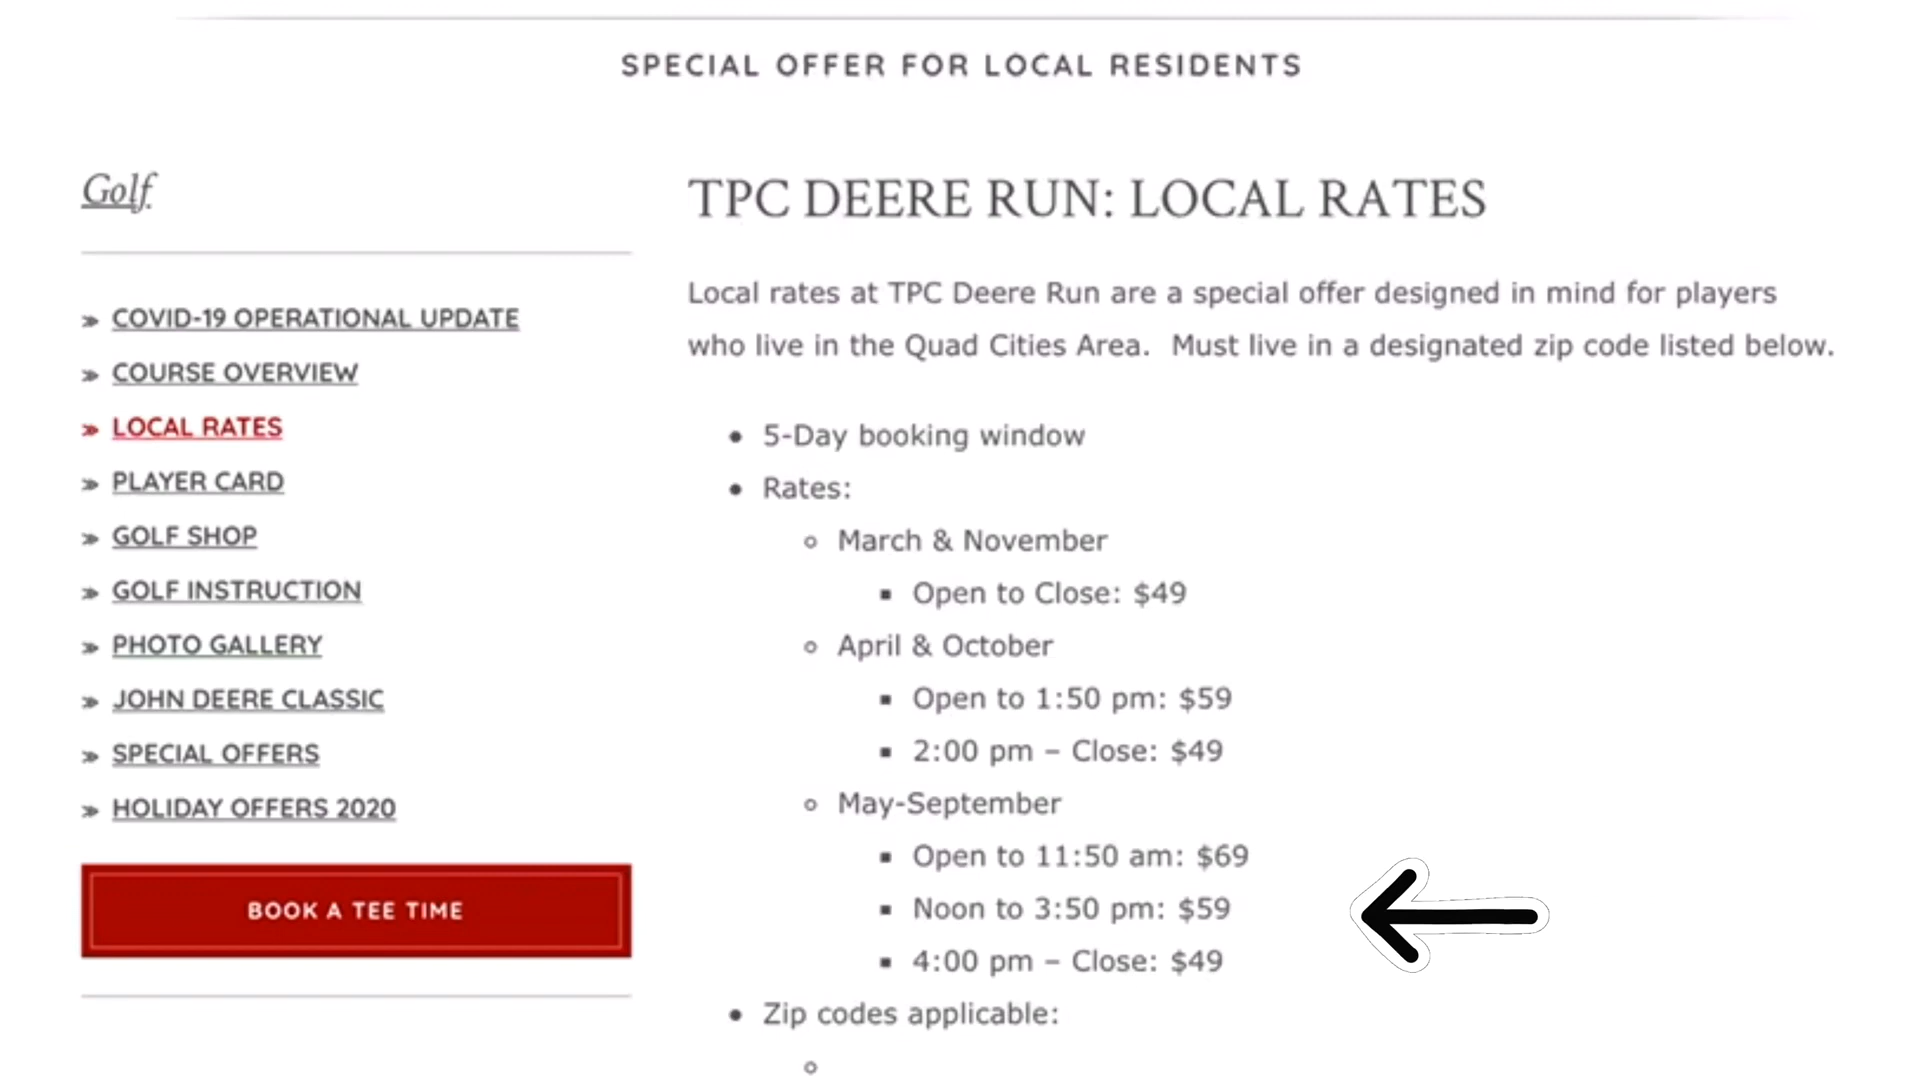 SPECIAL OFFER FOR LOCAL RESIDENTS
Golf
COVID-19 OPERATIONAL UPDATE
COURSE OVERVIEW
LOCAL RATES
PLAYER CARD
GOLF SHOP
GOLF INSTRUCTION
PHOTO GALLERY
JOHN DEERE CLASSIC
SPECIAL OFFERS
HOLIDAY OFFERS 2020
BOOK A TEE TIME
TPC DEERE RUN: LOCAL RATES
Local rates at TPC Deere Run are a special offer designed in mind for players
who live in the Quad Cities Area.  Must live in a designated zip code listed below.
5-Day booking window
Rates:
March & November
Open to Close: $49
April & October
Open to 1:50 pm: $59
2:00 pm – Close: $49
May-September
Open to 11:50 am: $69
Noon to 3:50 pm: $59
4:00 pm – Close: $49
Zip codes applicable: